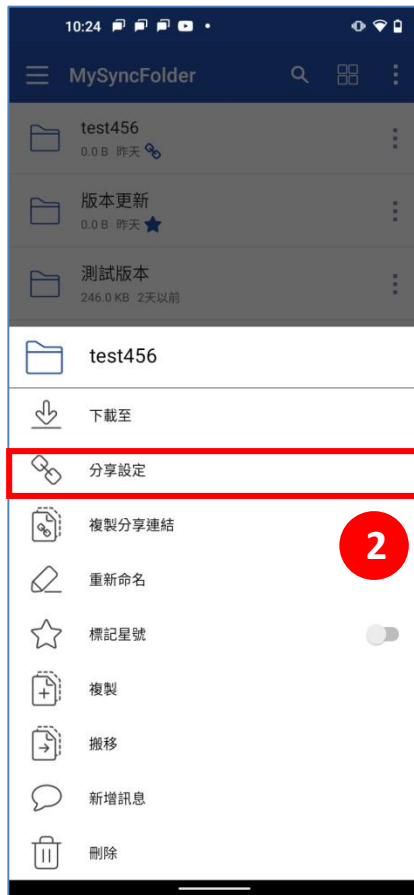 10:24
MySyncFolder
test456
0.0 B 昨天
版本更新
0.0 B 昨天
測試版本
246.0 KB 2天以前
test456
下載至
分享設定
複製分享連結
2
重新命名
標記星號
複製
搬移
新增訊息
刪除